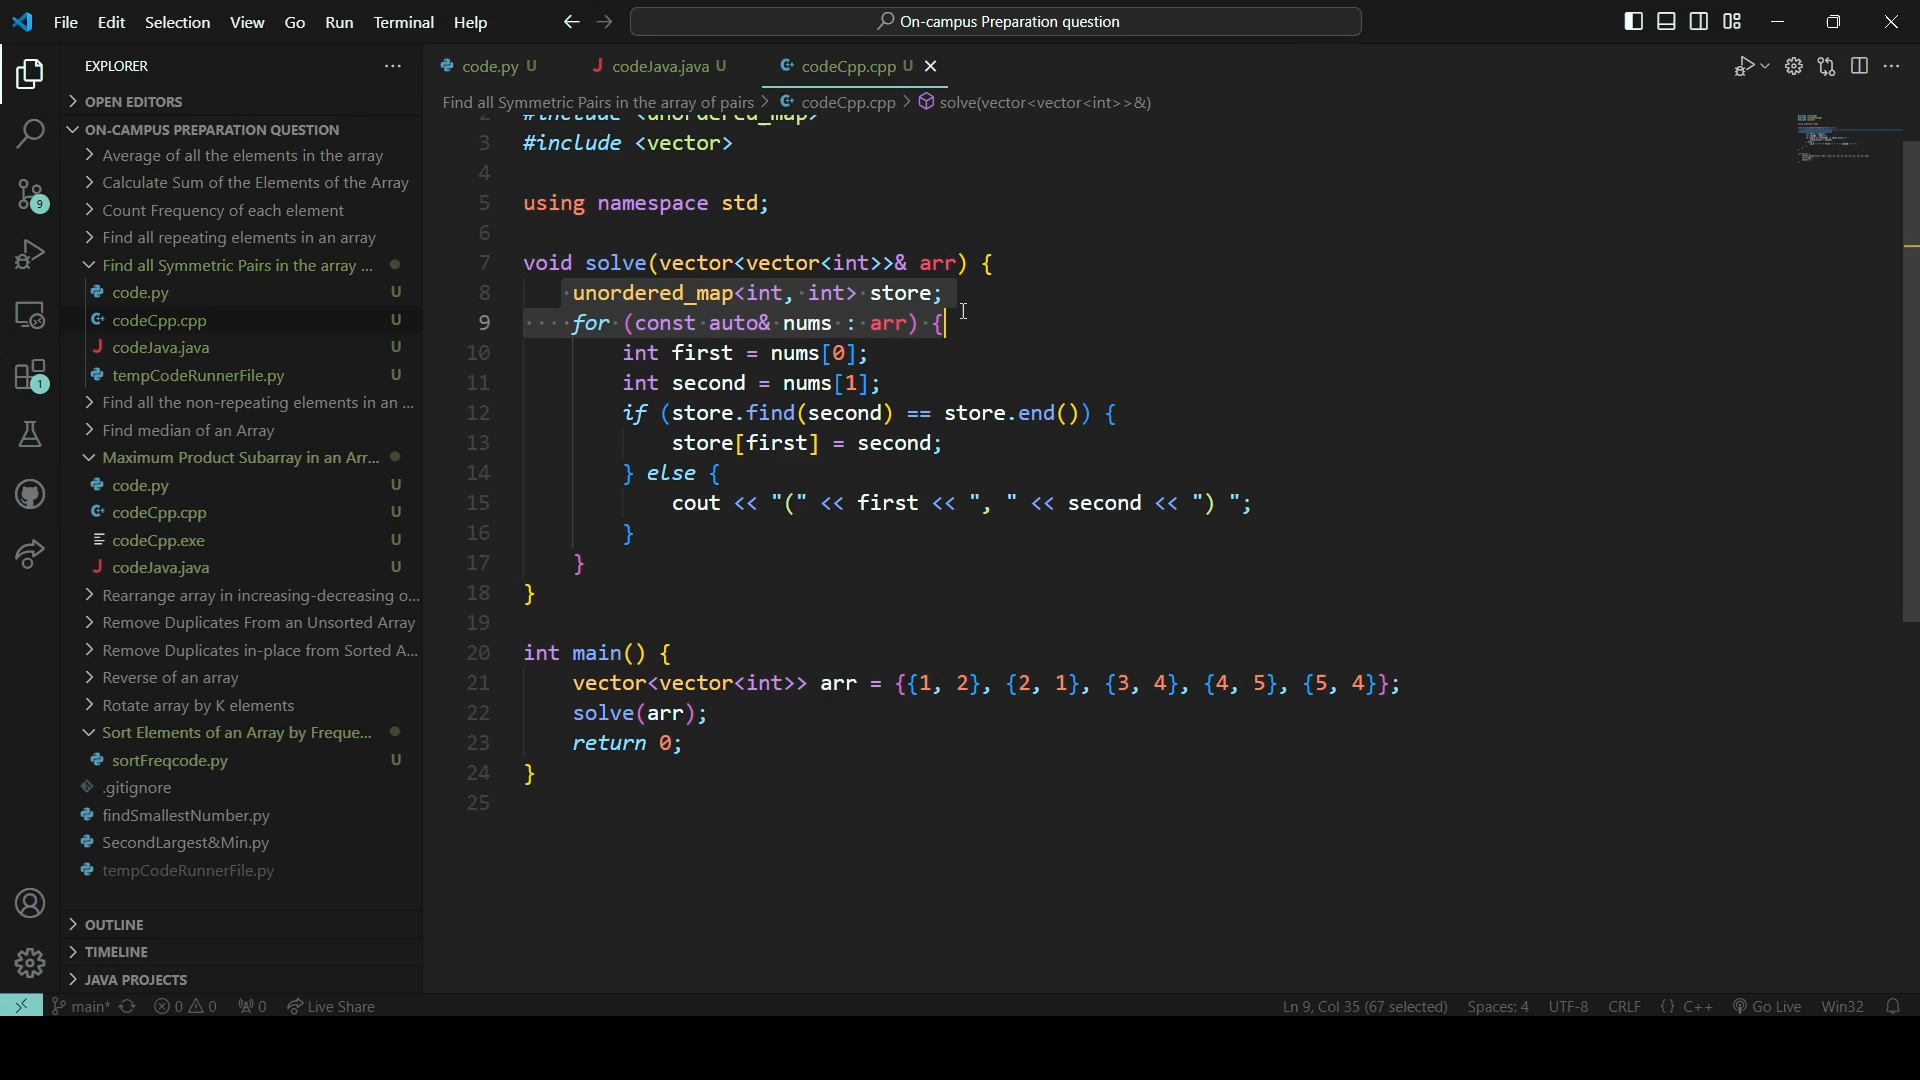 File Edit Selection View Go Run Terminal Help
On-campus Preparation question
EXPLORER
code.py U
codeJava.java U
codeCpp.cpp U
OPEN EDITORS
Find all Symmetric Pairs in the array of pairs > codeCpp.cpp > solve(vector<vector<int>>&)
ON-CAMPUS PREPARATION QUESTION
Average of all the elements in the array
Calculate Sum of the Elements of the Array
Count Frequency of each element
Find all repeating elements in an array
Find all Symmetric Pairs in the array ...
code.py U
codeCpp.cpp U
codeJava.java U
tempCodeRunnerFile.py U
Find all the non-repeating elements in an ...
Find median of an Array
Maximum Product Subarray in an Arr...
code.py U
codeCpp.cpp U
codeCpp.exe U
codeJava.java U
Rearrange array in increasing-decreasing o...
Remove Duplicates From an Unsorted Array
Remove Duplicates in-place from Sorted A...
Reverse of an array
Rotate array by K elements
Sort Elements of an Array by Freque...
sortFreqcode.py U
.gitignore
findSmallestNumber.py
SecondLargest&Min.py
tempCodeRunnerFile.py
OUTLINE
TIMELINE
JAVA PROJECTS
9
1
2 #include <unordered_map>
3 #include <vector>
4
5 using namespace std;
6
7 void solve(vector<vector<int>>& arr) {
8 ·unordered_map<int,·int>·store;
9 ····for·(const·auto&·nums·:·arr)·{
10 int first = nums[0];
11 int second = nums[1];
12 if (store.find(second) == store.end()) {
13 store[first] = second;
14 } else {
15 cout << "(" << first << ", " << second << ") ";
16 }
17 }
18 }
19
20 int main() {
21 vector<vector<int>> arr = {{1, 2}, {2, 1}, {3, 4}, {4, 5}, {5, 4}};
22 solve(arr);
23 return 0;
24 }
25
main* 0 0 0 Live Share
Ln 9, Col 35 (67 selected) Spaces: 4 UTF-8 CRLF {} C++ Go Live Win32